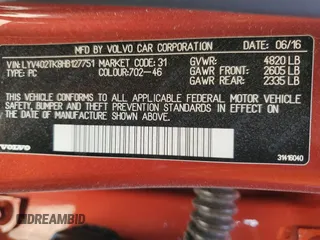 MFD BY VOLVO CAR CORPORATION DATE: 06/16
VIN: LYV402TK8HB127751 MARKET CODE: 31 GVWR: 4820 LB
TYPE: PC COLOUR:702-46 GAWR FRONT: 2605 LB
GAWR REAR: 2335 LB
THIS VEHICLE CONFORMS TO ALL APPLICABLE U.S. FEDERAL MOTOR VEHICLE
SAFETY, BUMPER AND THEFT PREVENTION STANDARDS IN EFFECT ON THE DATE
OF MANUFACTURE SHOWN ABOVE.
VOLVO
31416040
DREAMBID